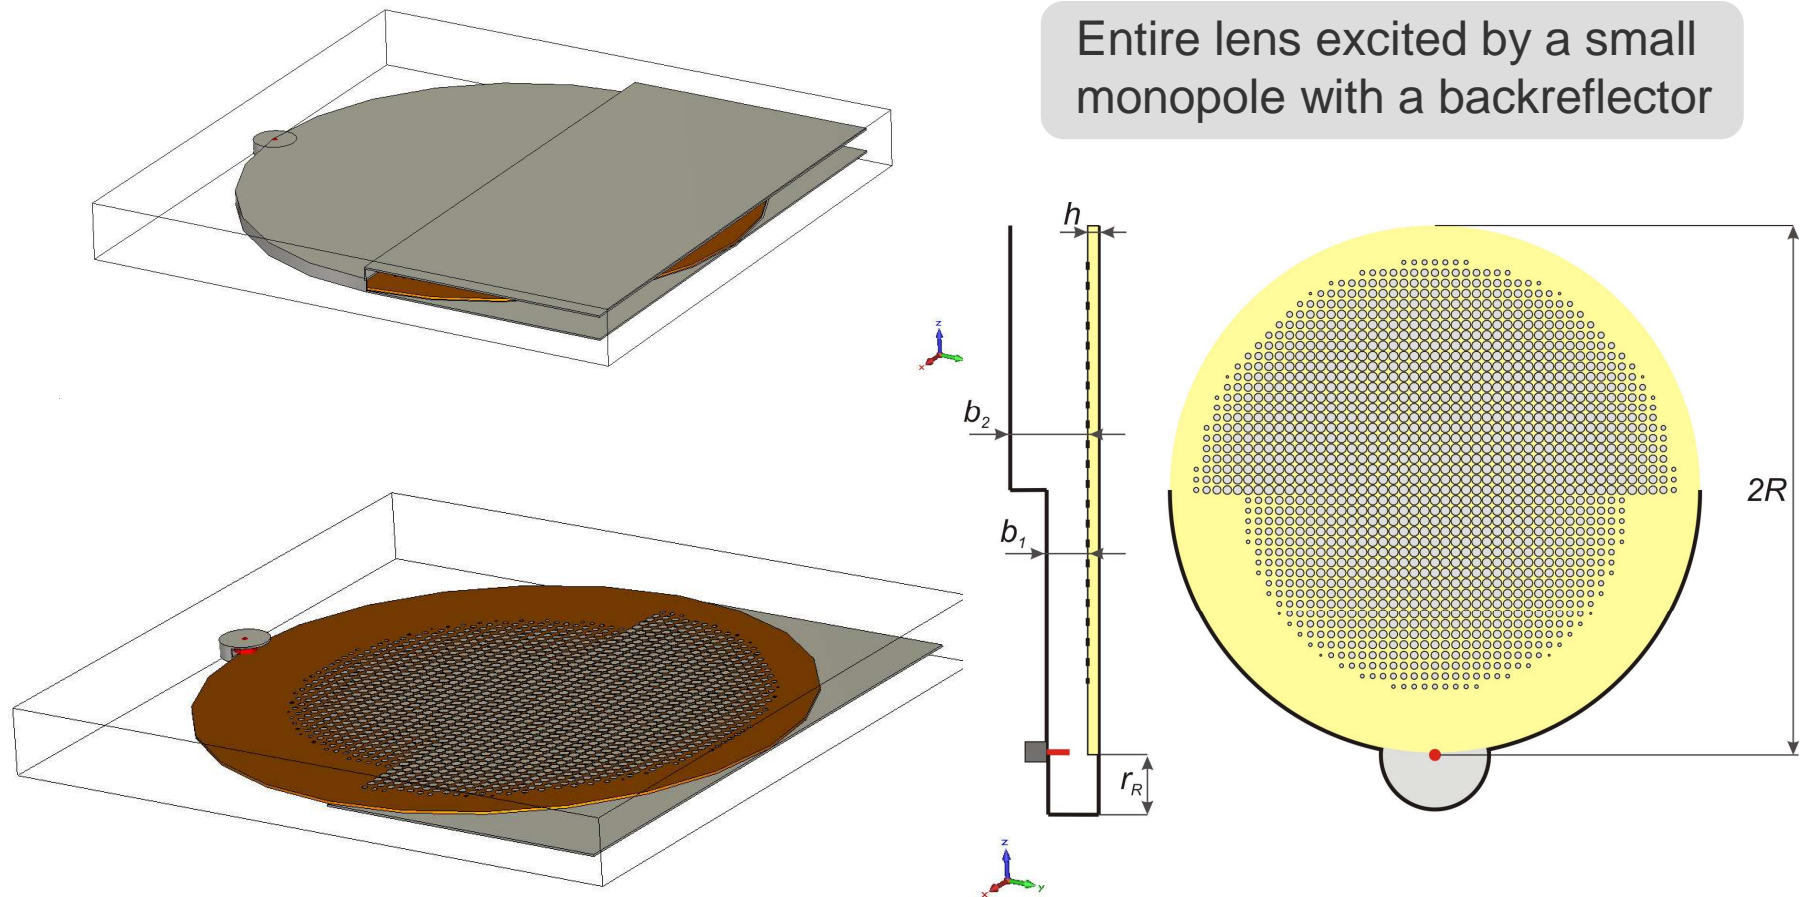 Entire lens excited by a small
monopole with a backreflector
h
b2
b1
rR
2R
z
x
z
x
y